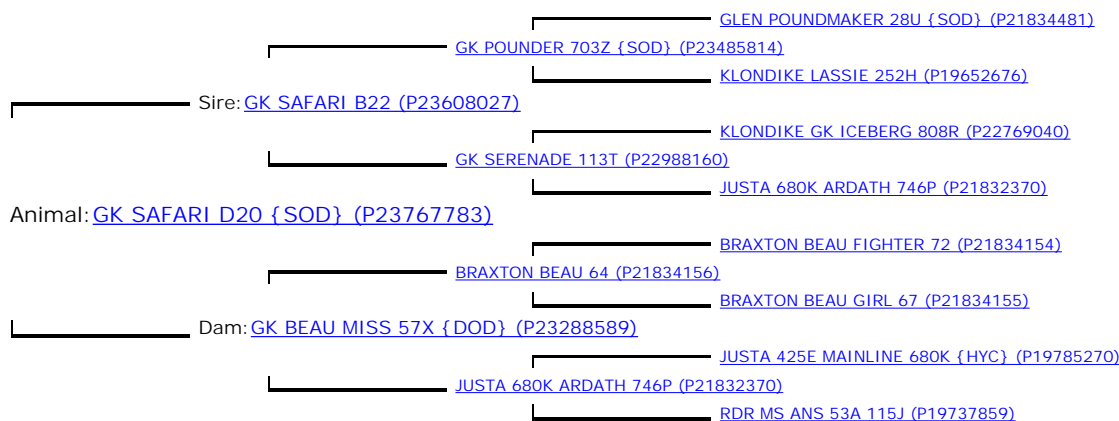 GLEN POUNDMAKER 28U {SOD} (P21834481)
GK POUNDER 703Z {SOD} (P23485814)
KLONDIKE LASSIE 252H (P19652676)
Sire: GK SAFARI B22 (P23608027)
KLONDIKE GK ICEBERG 808R (P22769040)
GK SERENADE 113T (P22988160)
JUSTA 680K ARDATH 746P (P21832370)
Animal: GK SAFARI D20 {SOD} (P23767783)
BRAXTON BEAU FIGHTER 72 (P21834154)
BRAXTON BEAU 64 (P21834156)
BRAXTON BEAU GIRL 67 (P21834155)
Dam: GK BEAU MISS 57X {DOD} (P23288589)
JUSTA 425E MAINLINE 680K {HYC} (P19785270)
JUSTA 680K ARDATH 746P (P21832370)
RDR MS ANS 53A 115J (P19737859)